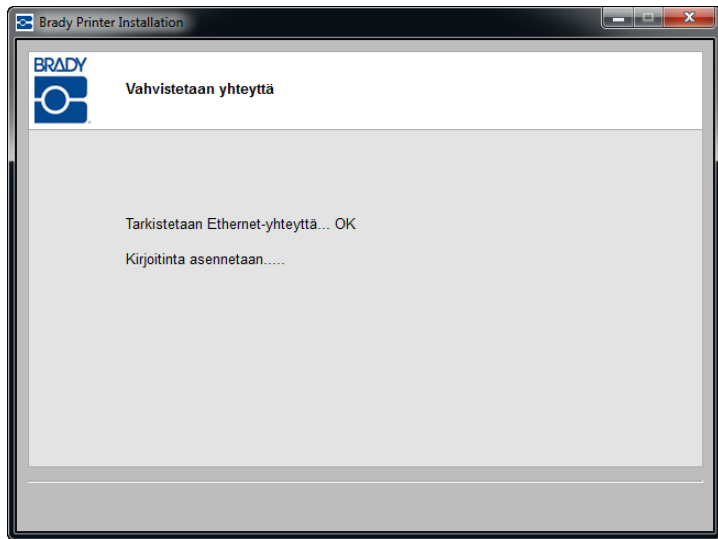 Brady Printer Installation
BRADY
Vahvistetaan yhteyttä
Tarkistetaan Ethernet-yhteyttä... OK
Kirjoitinta asennetaan.....